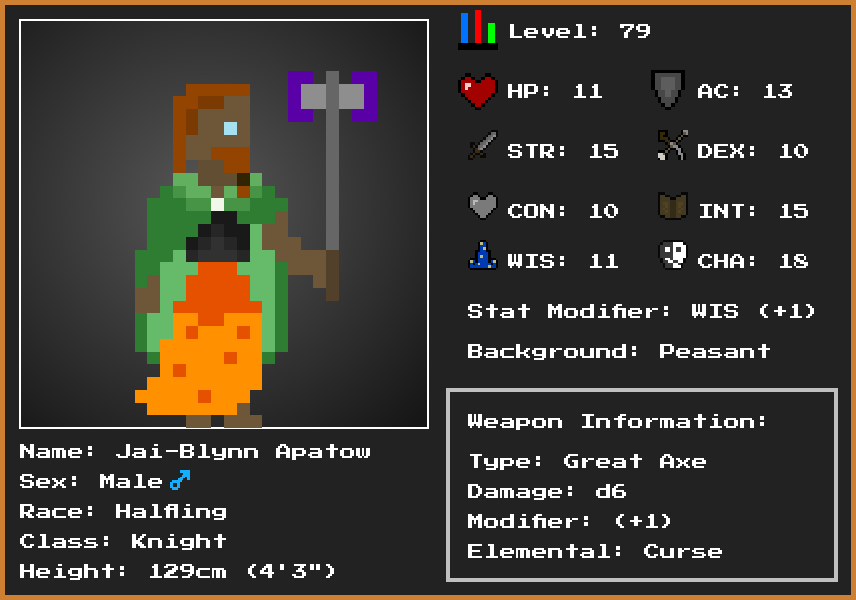 Level: 79
HP: 11
AC: 13
STR: 15
DEX: 10
CON: 10
INT: 15
WIS: 11
CHA: 18
Stat Modifier: WIS (+1)
Background: Peasant
Name: Jai-Blynn Apatow
Sex: Male♂
Race: Halfling
Class: Knight
Height: 129cm (4'3")
Weapon Information:
Type: Great Axe
Damage: d6
Modifier: (+1)
Elemental: Curse